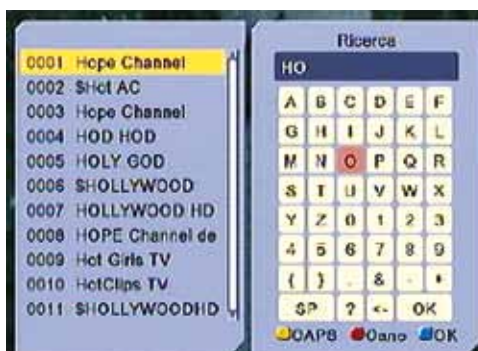 0001 Hope Channel
0002 $Hot AC
0003 Hope Channel
0004 HOD HOD
0005 HOLY GOD
0006 $HOLLYWOOD
0007 HOLLYWOOD HD
0008 HOPE Channel de
0009 Hot Girls TV
0010 HotClips TV
0011 $HOLLYWOODHD
Ricerca
HO
A B C D E F
G H I J K L
M N O P Q R
S T U V W X
Y Z 0 1 2 3
4 5 6 7 8 9
( ) . & -
SP ? <- OK
CAPS Canc OK